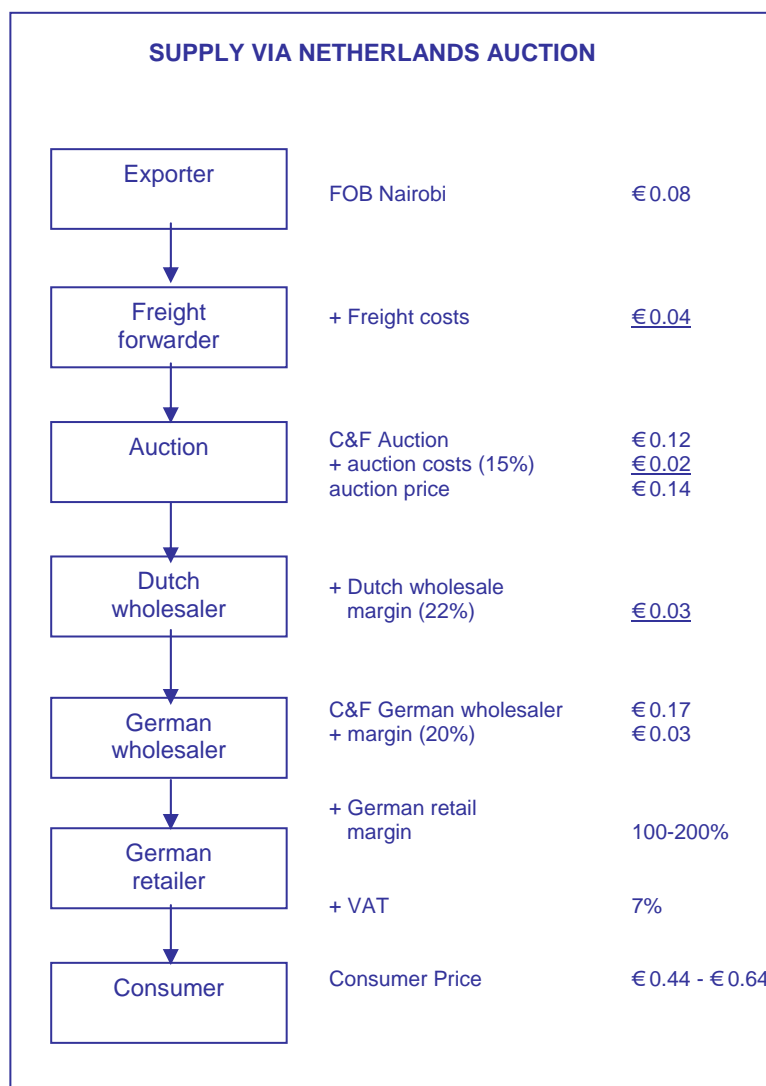 SUPPLY VIA NETHERLANDS AUCTION
Exporter
FOB Nairobi €0.08
Freight
forwarder
+ Freight costs €0.04
Auction
C&F Auction €0.12
+ auction costs (15%) €0.02
auction price €0.14
Dutch
wholesaler
+ Dutch wholesale
margin (22%) €0.03
German
wholesaler
C&F German wholesaler €0.17
+ margin (20%) €0.03
+ German retail
margin 100-200%
German
retailer
+ VAT 7%
Consumer
Consumer Price €0.44 - €0.64